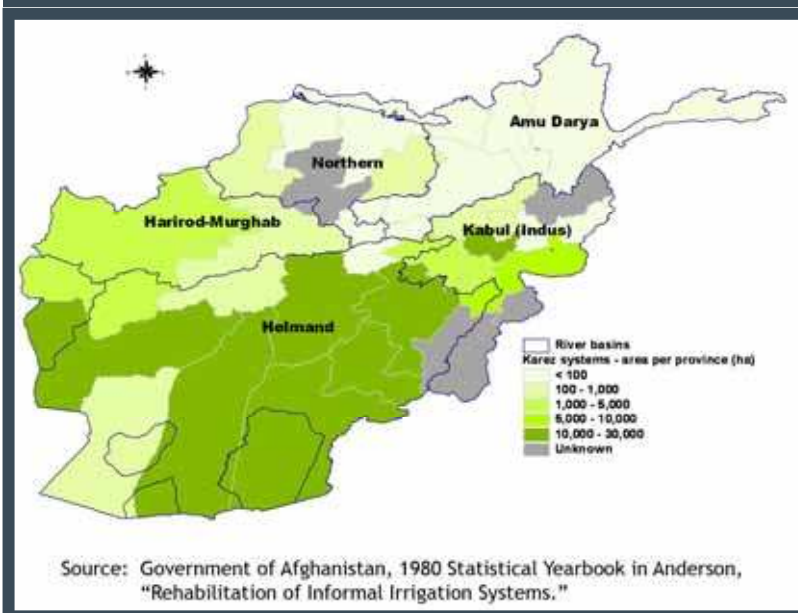 Amu Darya
Northern
Harirod-Murghab
Kabul (Indus)
Helmand
River basins
Karez systems - area per province (ha)
< 100
100 - 1,000
1,000 - 5,000
5,000 - 10,000
10,000 - 30,000
Unknown
Source: Government of Afghanistan, 1980 Statistical Yearbook in Anderson,
“Rehabilitation of Informal Irrigation Systems.”